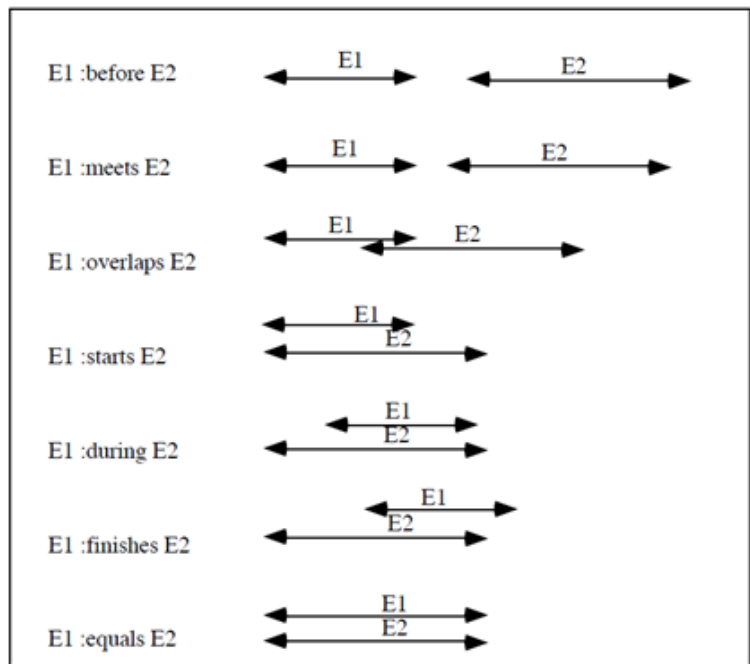 E1 :before E2 E1 E2
E1 :meets E2 E1 E2
E1 :overlaps E2 E1 E2
E1
E1 :starts E2 E2
E1
E1 :during E2 E2
E1
E1 :finishes E2 E2
E1
E1 :equals E2 E2